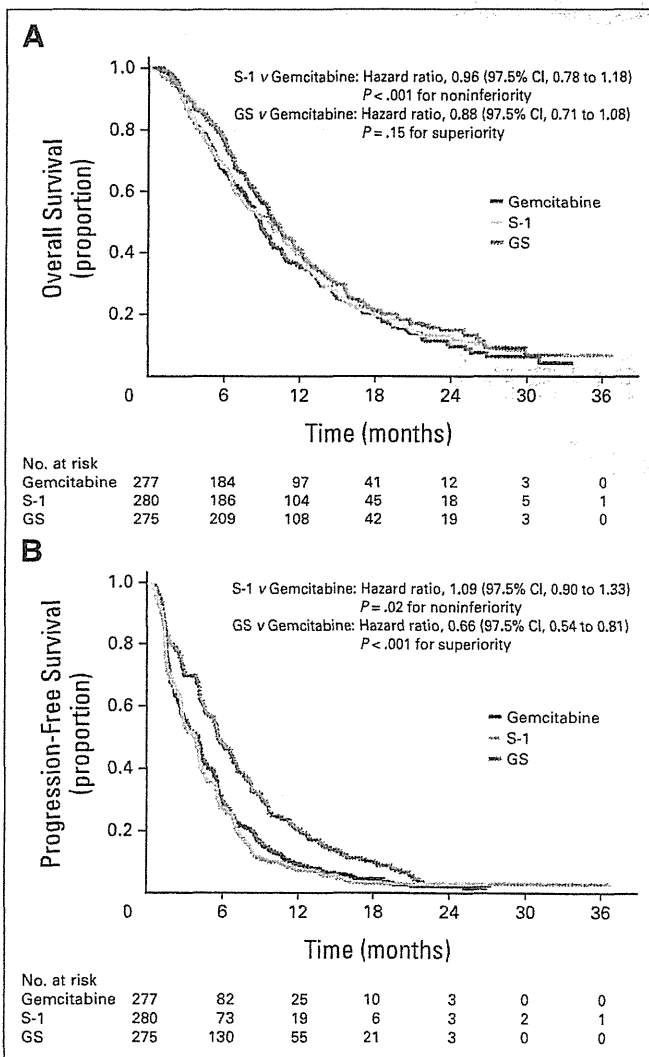 A
S-1 v Gemcitabine: Hazard ratio, 0.96 (97.5% CI, 0.78 to 1.18)
P < .001 for noninferiority
GS v Gemcitabine: Hazard ratio, 0.88 (97.5% CI, 0.71 to 1.08)
P = .15 for superiority
Overall Survival
(proportion)
1.0
0.8
0.6
0.4
0.2
Gemcitabine
S-1
GS
0 6 12 18 24 30 36
Time (months)
No. at risk
Gemcitabine 277 184 97 41 12 3 0
S-1 280 186 104 45 18 5 1
GS 275 209 108 42 19 3 0
B
S-1 v Gemcitabine: Hazard ratio, 1.09 (97.5% CI, 0.90 to 1.33)
P = .02 for noninferiority
GS v Gemcitabine: Hazard ratio, 0.66 (97.5% CI, 0.54 to 0.81)
P < .001 for superiority
Progression-Free Survival
(proportion)
1.0
0.8
0.6
0.4
0.2
Gemcitabine
S-1
GS
0 6 12 18 24 30 36
Time (months)
No. at risk
Gemcitabine 277 82 25 10 3 0 0
S-1 280 73 19 6 3 2 1
GS 275 130 55 21 3 0 0